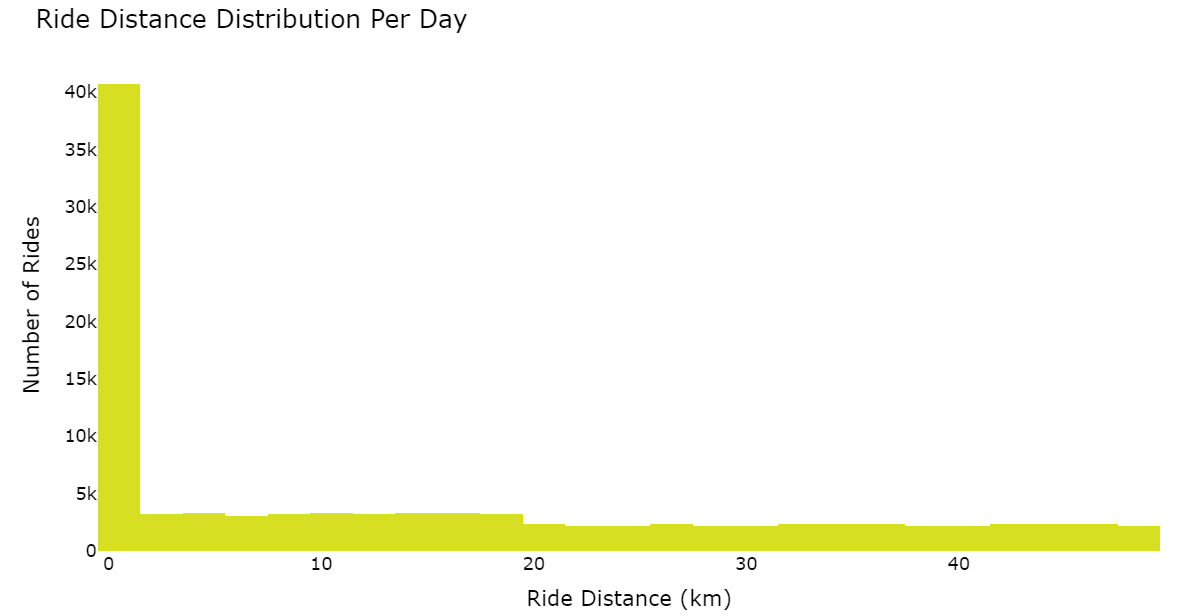 Ride Distance Distribution Per Day
40k
35k
30k
25k
20k
15k
10k
5k
0
Number of Rides
0 10 20 30 40
Ride Distance (km)